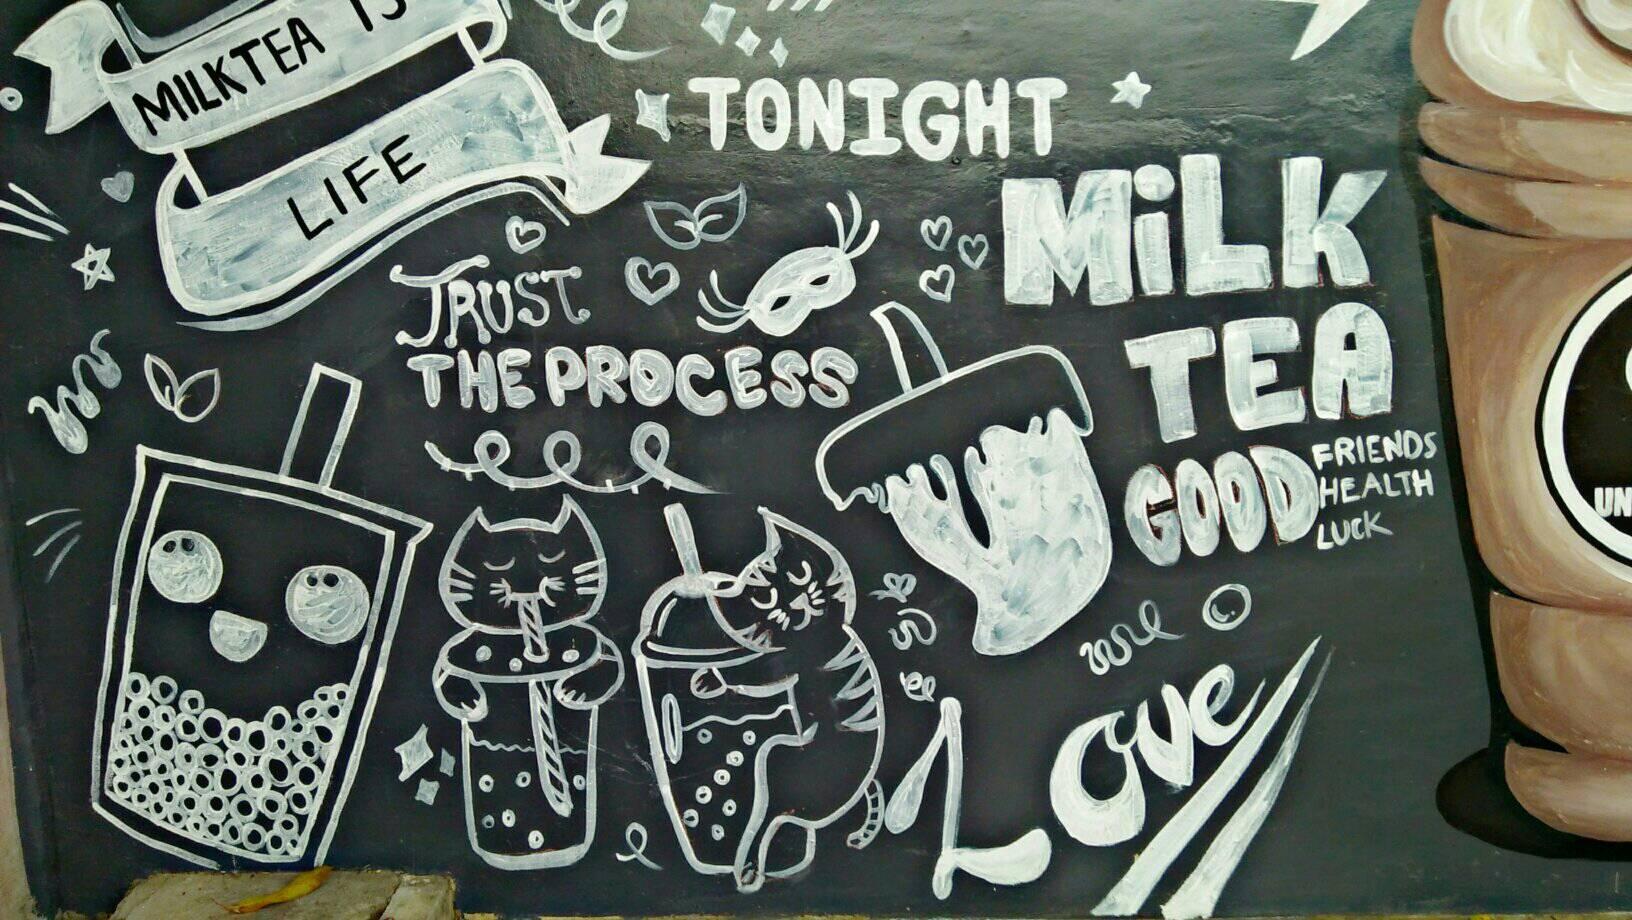 MILKTEA IS
LIFE
TONIGHT
TRUST
THE PROCESS
MiLK
TEA
GOOD
FRIENDS
HEALTH
LUCK
Love
UN